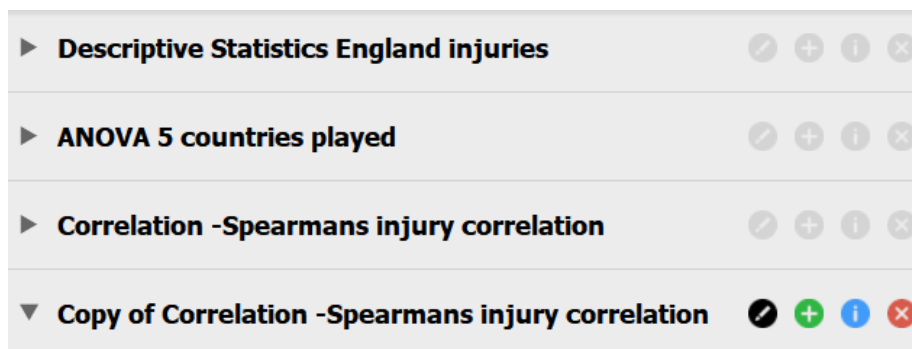 Descriptive Statistics England injuries
ANOVA 5 countries played
Correlation -Spearmans injury correlation
Copy of Correlation -Spearmans injury correlation